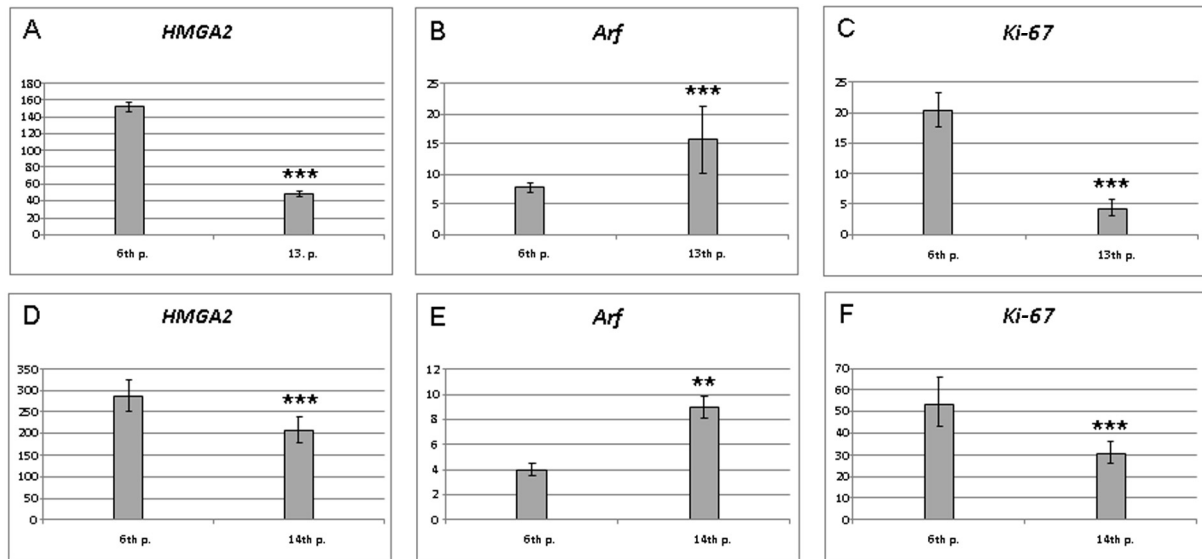 A
HMGA2
180
160
140
120
100
80
60
40
20
0
***
6th p.
13. p.
B
Arf
25
20
15
10
5
0
***
6th p.
13th p.
C
Ki-67
25
20
15
10
5
0
***
6th p.
13th p.
D
HMGA2
350
300
250
200
150
100
50
0
***
6th p.
14th p.
E
Arf
12
10
8
6
4
2
0
**
6th p.
14th p.
F
Ki-67
70
60
50
40
30
20
10
0
***
6th p.
14th p.